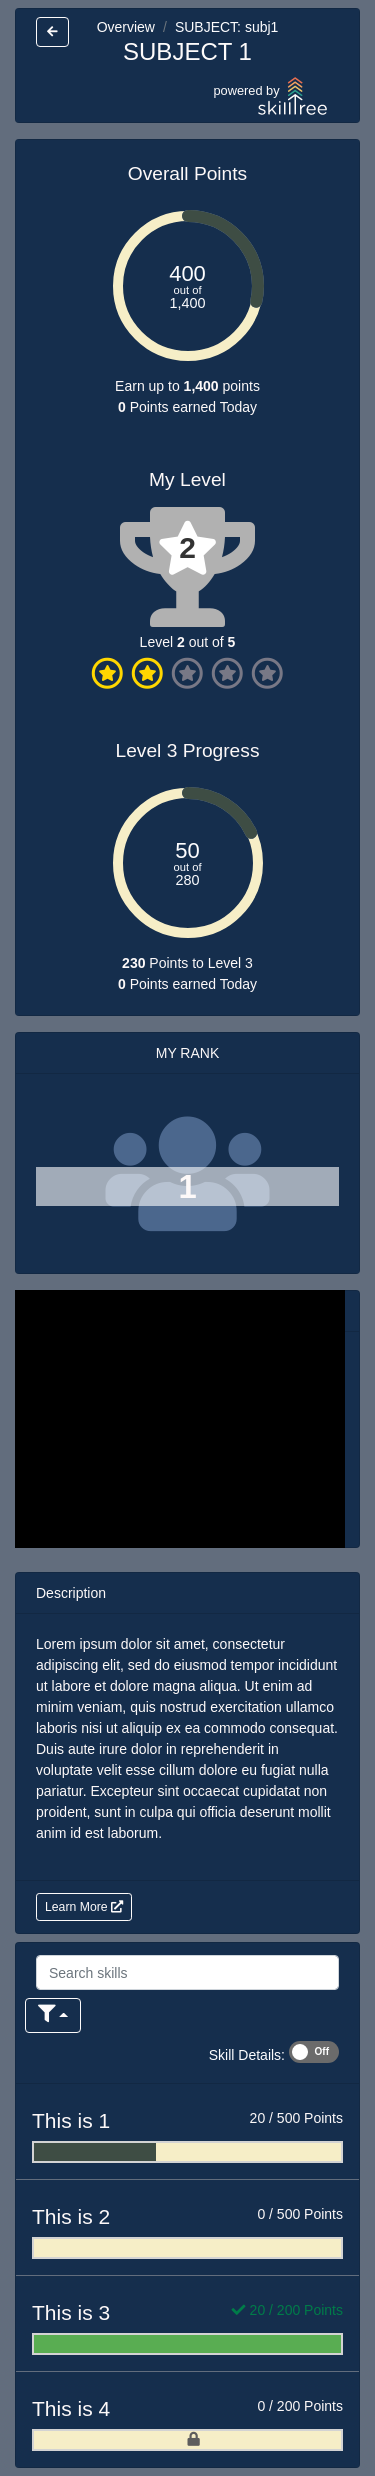 Overview / SUBJECT: subj1
SUBJECT 1
powered by
skilltree
Overall Points
400
out of
1,400
Earn up to 1,400 points
0 Points earned Today
My Level
2
Level 2 out of 5
Level 3 Progress
50
out of
280
230 Points to Level 3
0 Points earned Today
MY RANK
1
Description
Lorem ipsum dolor sit amet, consectetur
adipiscing elit, sed do eiusmod tempor incididunt
ut labore et dolore magna aliqua. Ut enim ad
minim veniam, quis nostrud exercitation ullamco
laboris nisi ut aliquip ex ea commodo consequat.
Duis aute irure dolor in reprehenderit in
voluptate velit esse cillum dolore eu fugiat nulla
pariatur. Excepteur sint occaecat cupidatat non
proident, sunt in culpa qui officia deserunt mollit
anim id est laborum.
Learn More
Search skills
Skill Details: Off
This is 1 20 / 500 Points
This is 2 0 / 500 Points
This is 3 20 / 200 Points
This is 4 0 / 200 Points